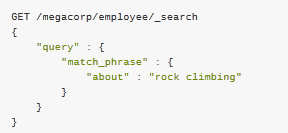 GET /megacorp/employee/_search
{
    "query" : {
        "match_phrase" : {
            "about" : "rock climbing"
        }
    }
}